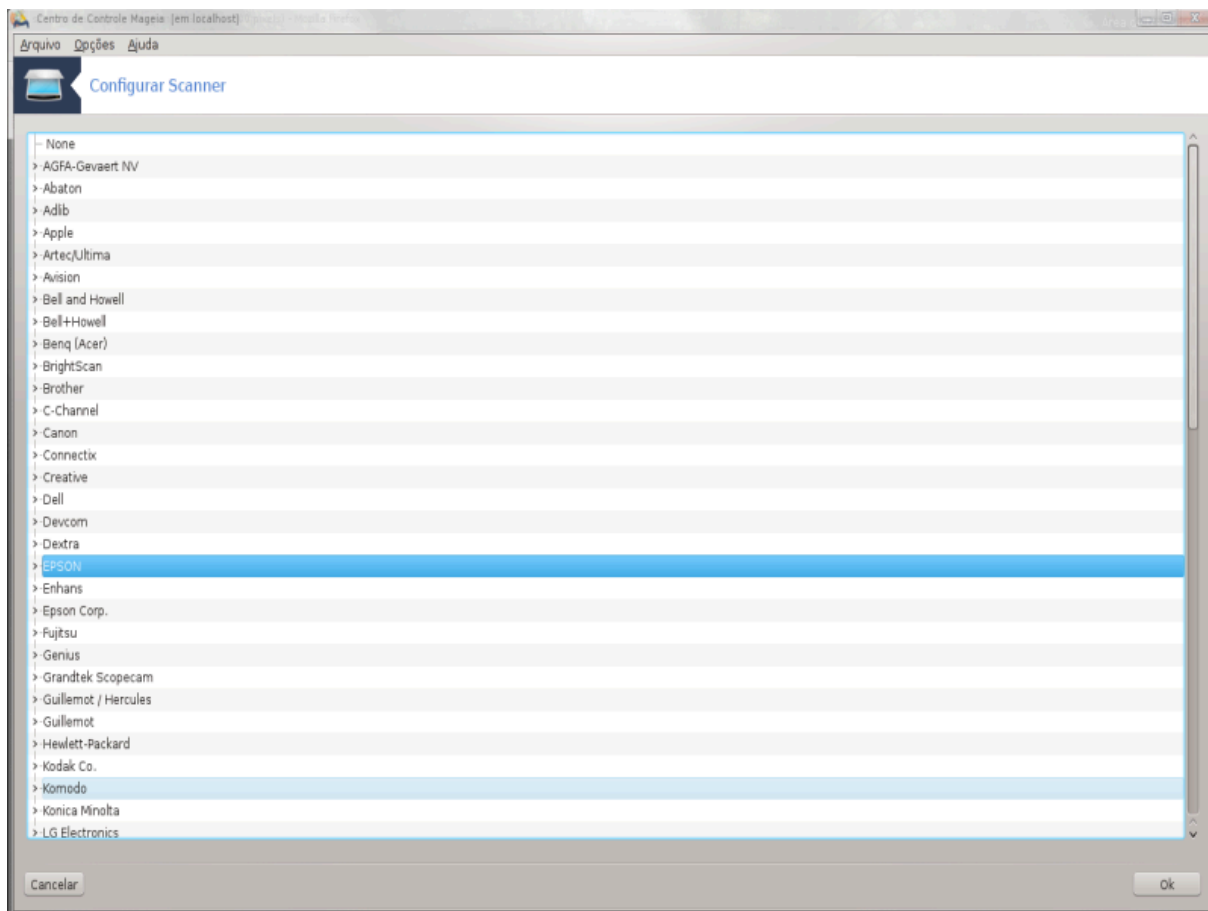 Centro de Controle Mageia [em localhost]
Arquivo Opções Ajuda
Configurar Scanner
None
AGFA-Gevaert NV
Abaton
Adlib
Apple
Artec/Ultima
Avision
Bell and Howell
Bell+Howell
Benq (Acer)
BrightScan
Brother
C-Channel
Canon
Connectix
Creative
Dell
Devcom
Dextra
EPSON
Enhans
Epson Corp.
Fujitsu
Genius
Grandtek Scopecam
Guillemot / Hercules
Guillemot
Hewlett-Packard
Kodak Co.
Komodo
Konica Minolta
LG Electronics
Cancelar
Ok